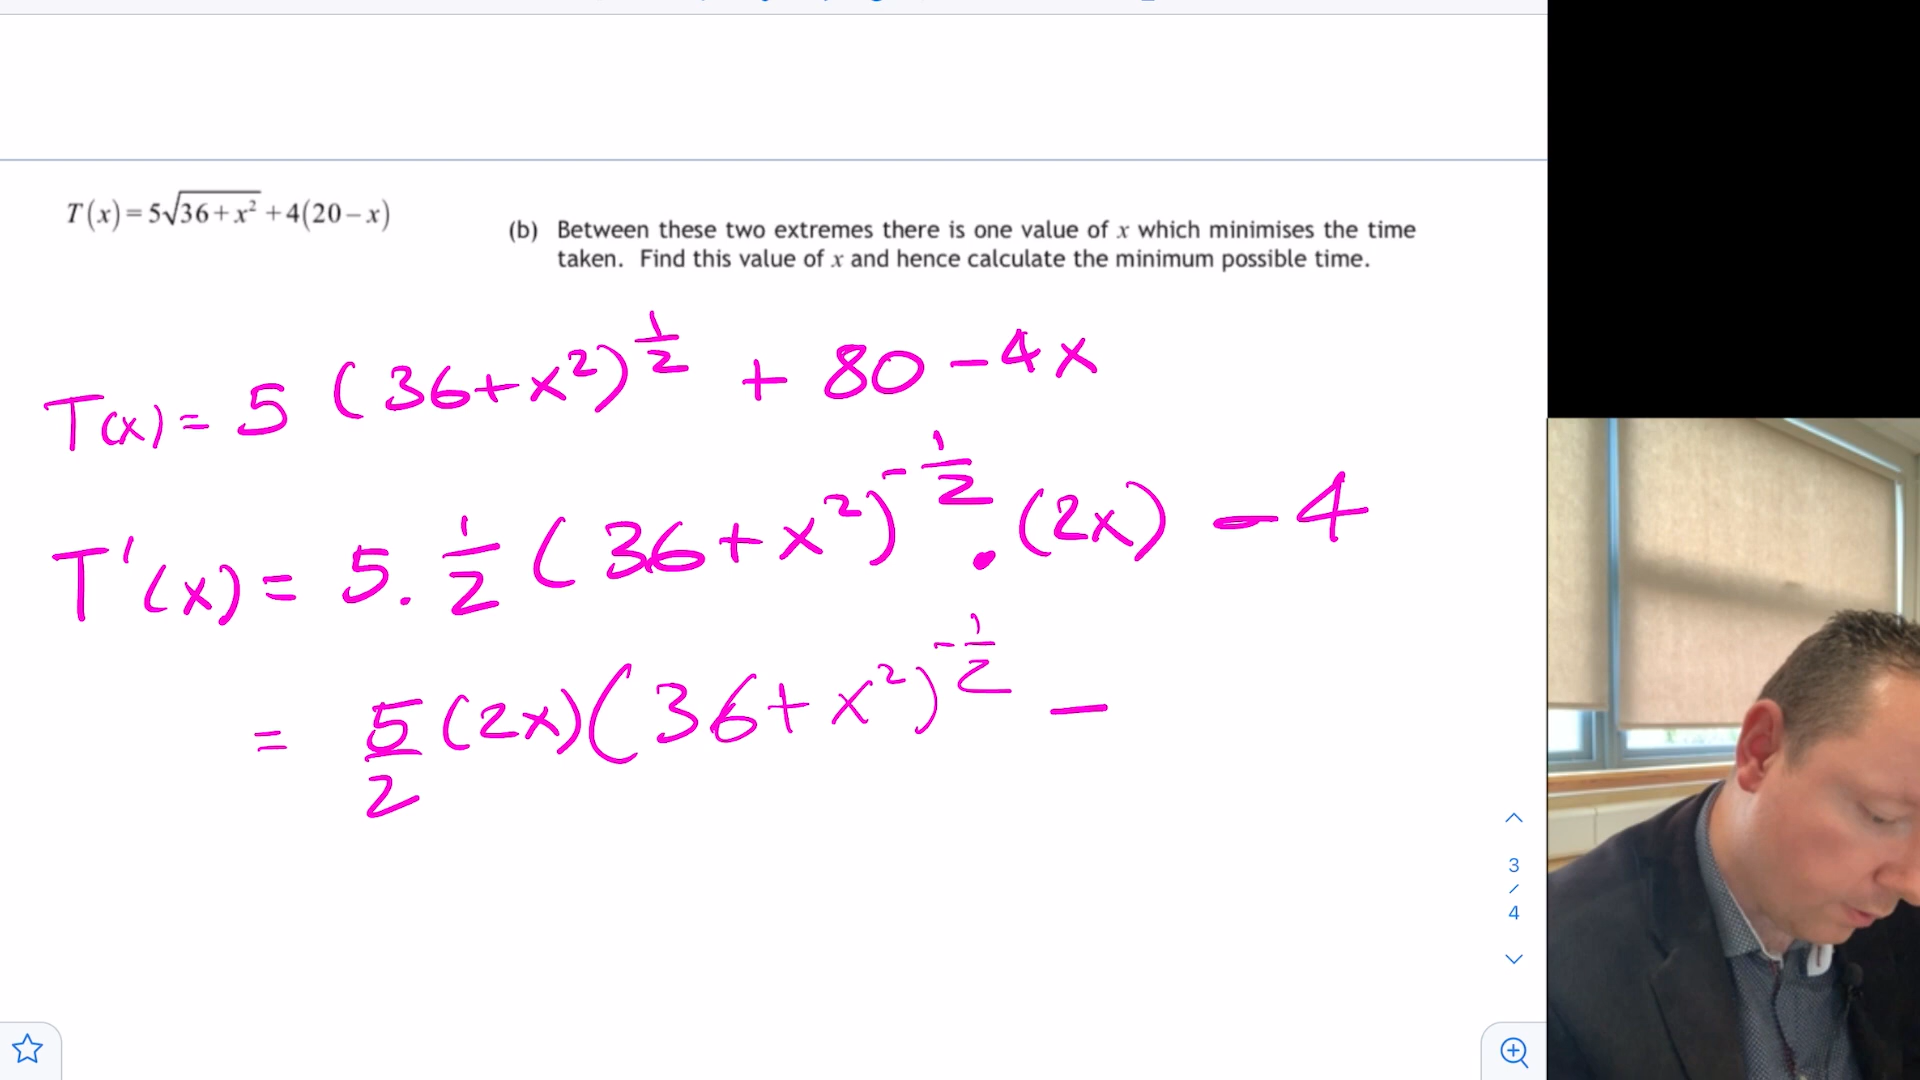 T(x) = 5√36+x² + 4(20−x)
(b) Between these two extremes there is one value of x which minimises the time
taken. Find this value of x and hence calculate the minimum possible time.
T(x) = 5 (36+x²)^½ + 80 − 4x
T'(x) = 5. ½ (36+x²)^-½ . (2x) − 4
= 5/2 (2x)(36+x²)^-½ −
3
/
4